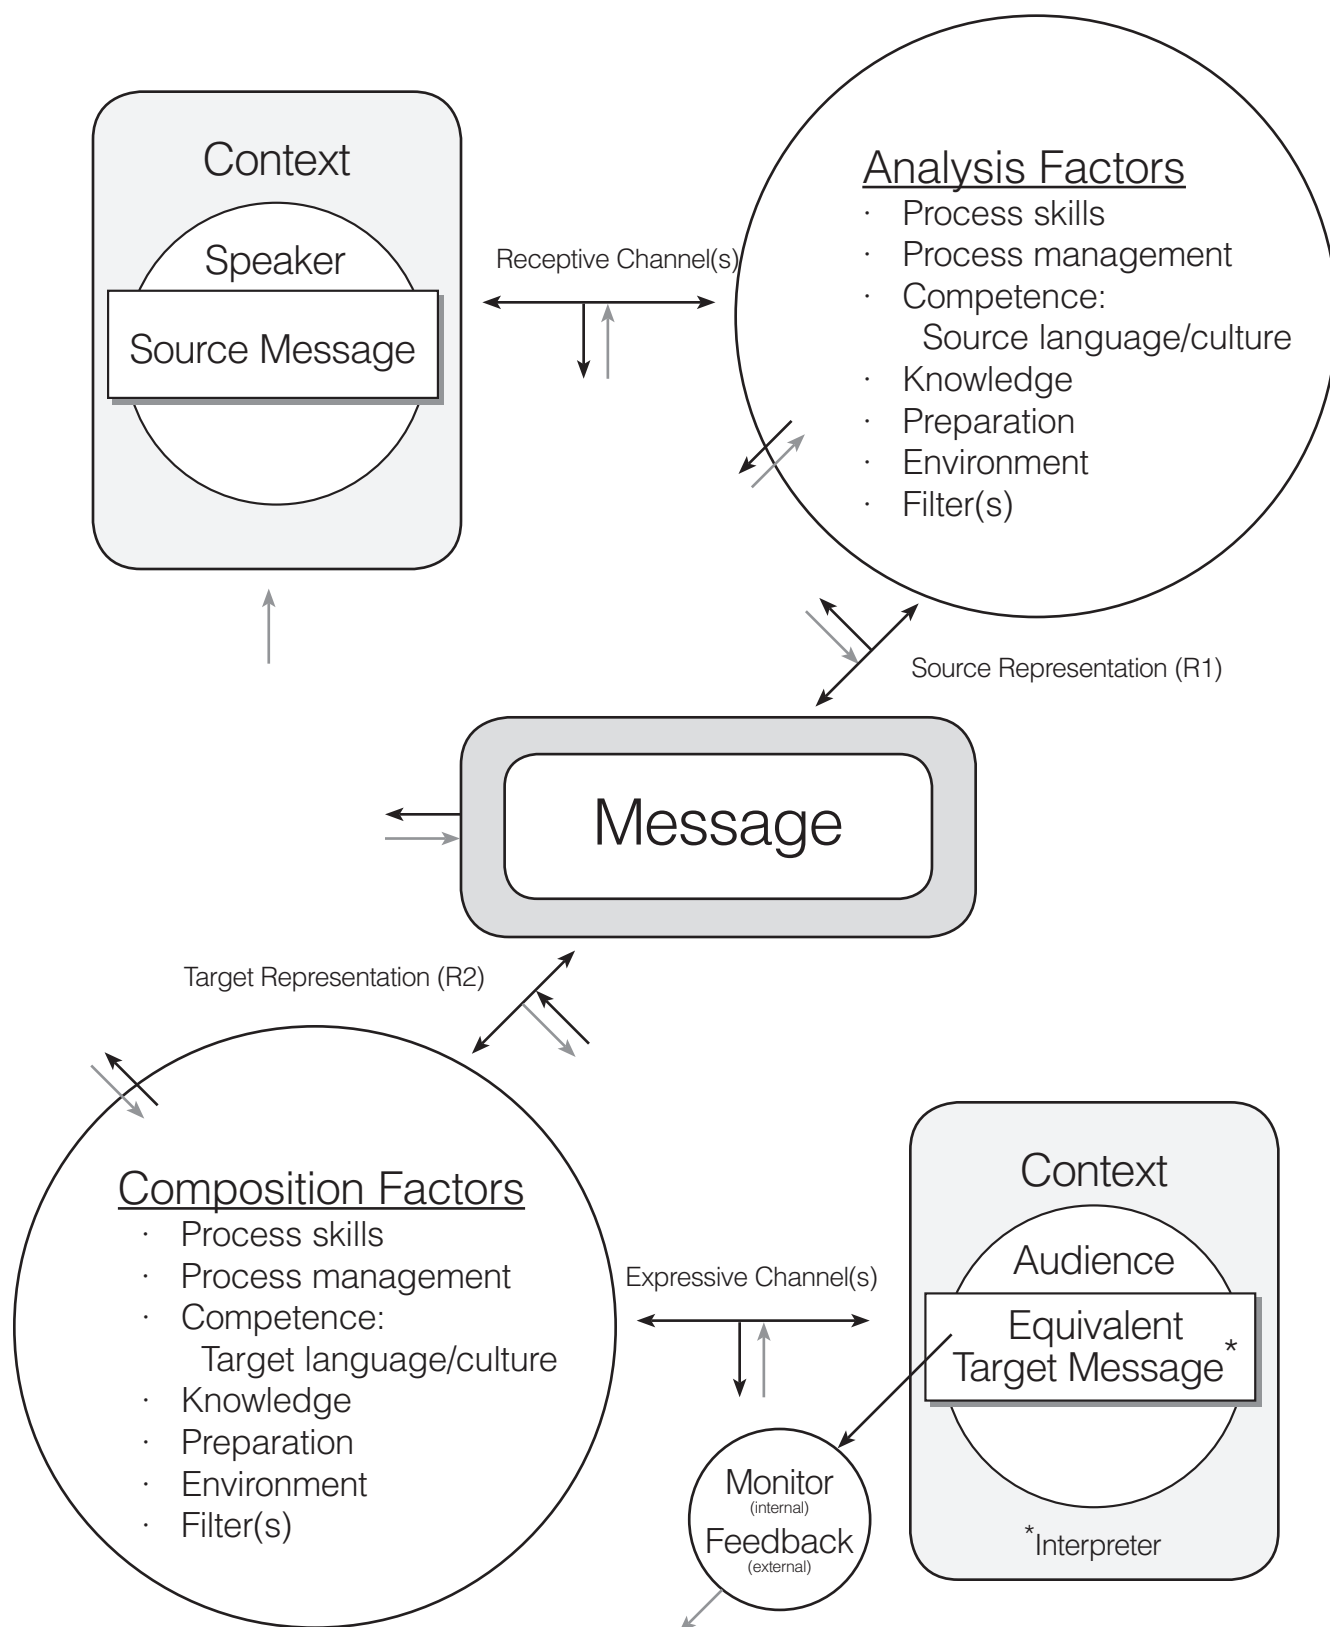 Context
Speaker
Source Message
Receptive Channel(s)
Analysis Factors
· Process skills
· Process management
· Competence:
Source language/culture
· Knowledge
· Preparation
· Environment
· Filter(s)
Source Representation (R1)
Message
Target Representation (R2)
Composition Factors
· Process skills
· Process management
· Competence:
Target language/culture
· Knowledge
· Preparation
· Environment
· Filter(s)
Expressive Channel(s)
Context
Audience
Equivalent
Target Message*
*Interpreter
Monitor
(internal)
Feedback
(external)